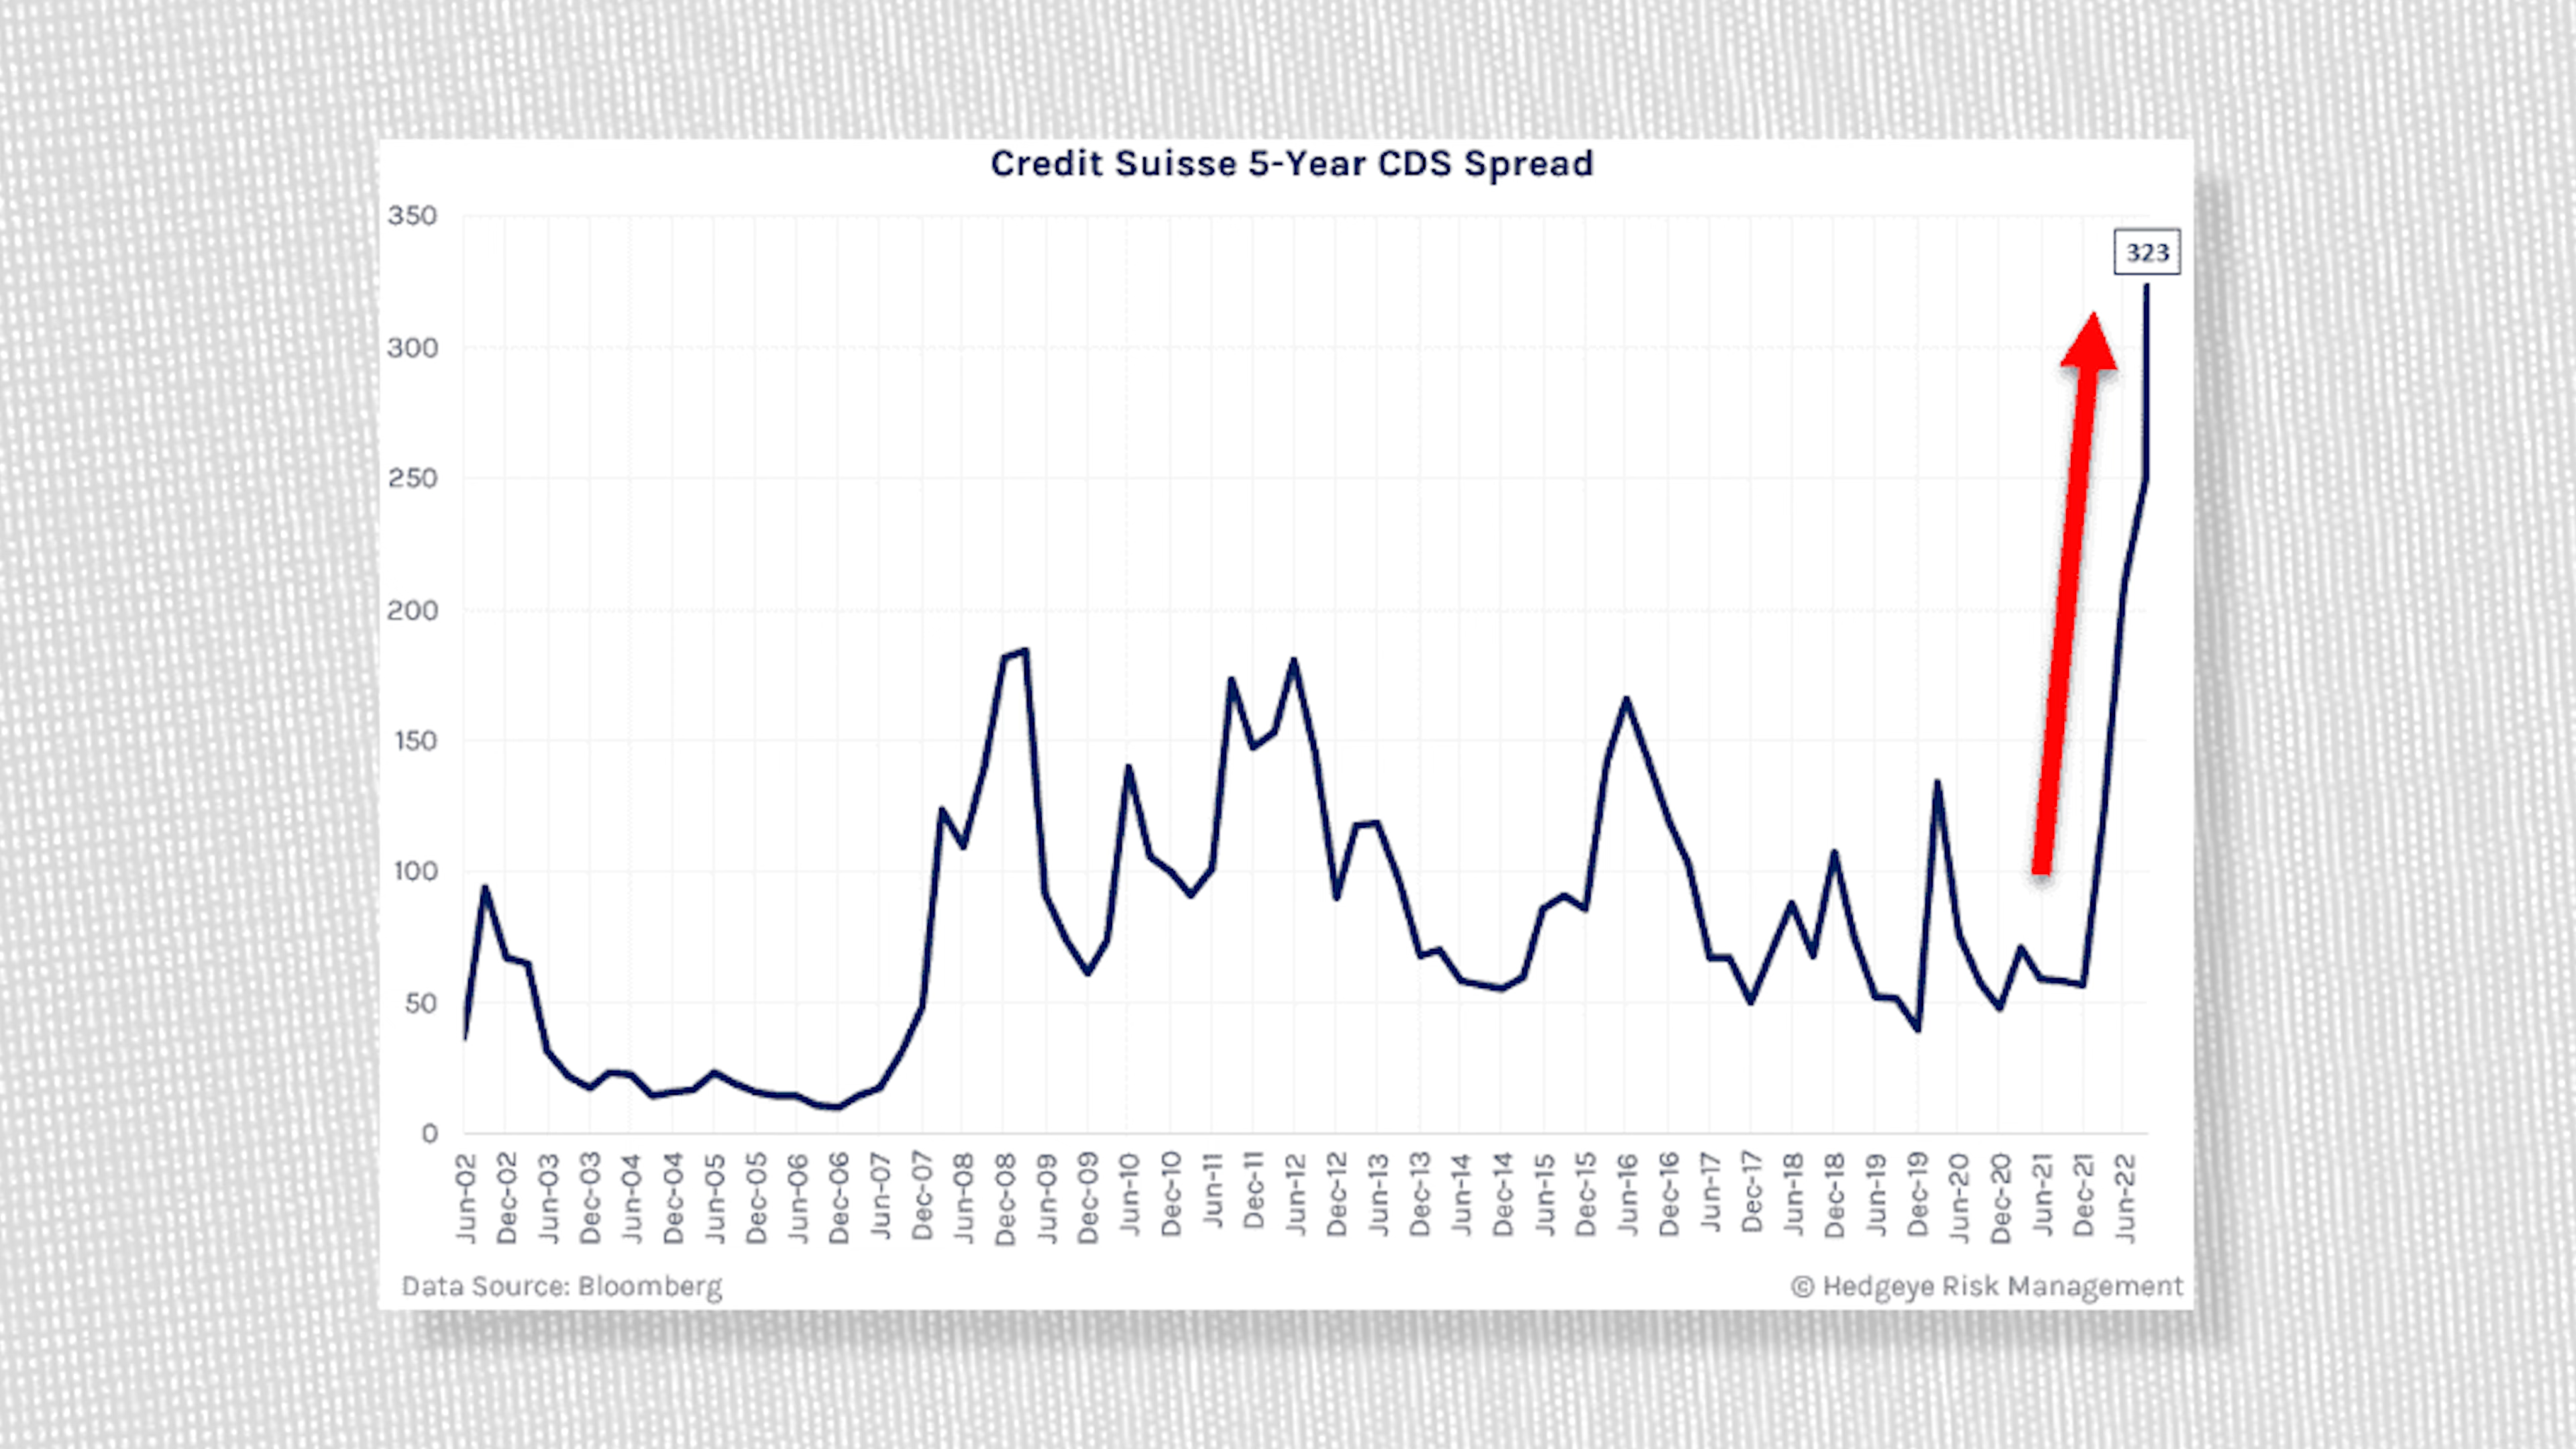 Credit Suisse 5-Year CDS Spread
350
323
300
250
200
150
100
50
0
Jun-02 Dec-02 Jun-03 Dec-03 Jun-04 Dec-04 Jun-05 Dec-05 Jun-06 Dec-06 Jun-07 Dec-07 Jun-08 Dec-08 Jun-09 Dec-09 Jun-10 Dec-10 Jun-11 Dec-11 Jun-12 Dec-12 Jun-13 Dec-13 Jun-14 Dec-14 Jun-15 Dec-15 Jun-16 Dec-16 Jun-17 Dec-17 Jun-18 Dec-18 Jun-19 Dec-19 Jun-20 Dec-20 Jun-21 Dec-21 Jun-22
Data Source: Bloomberg
© Hedgeye Risk Management